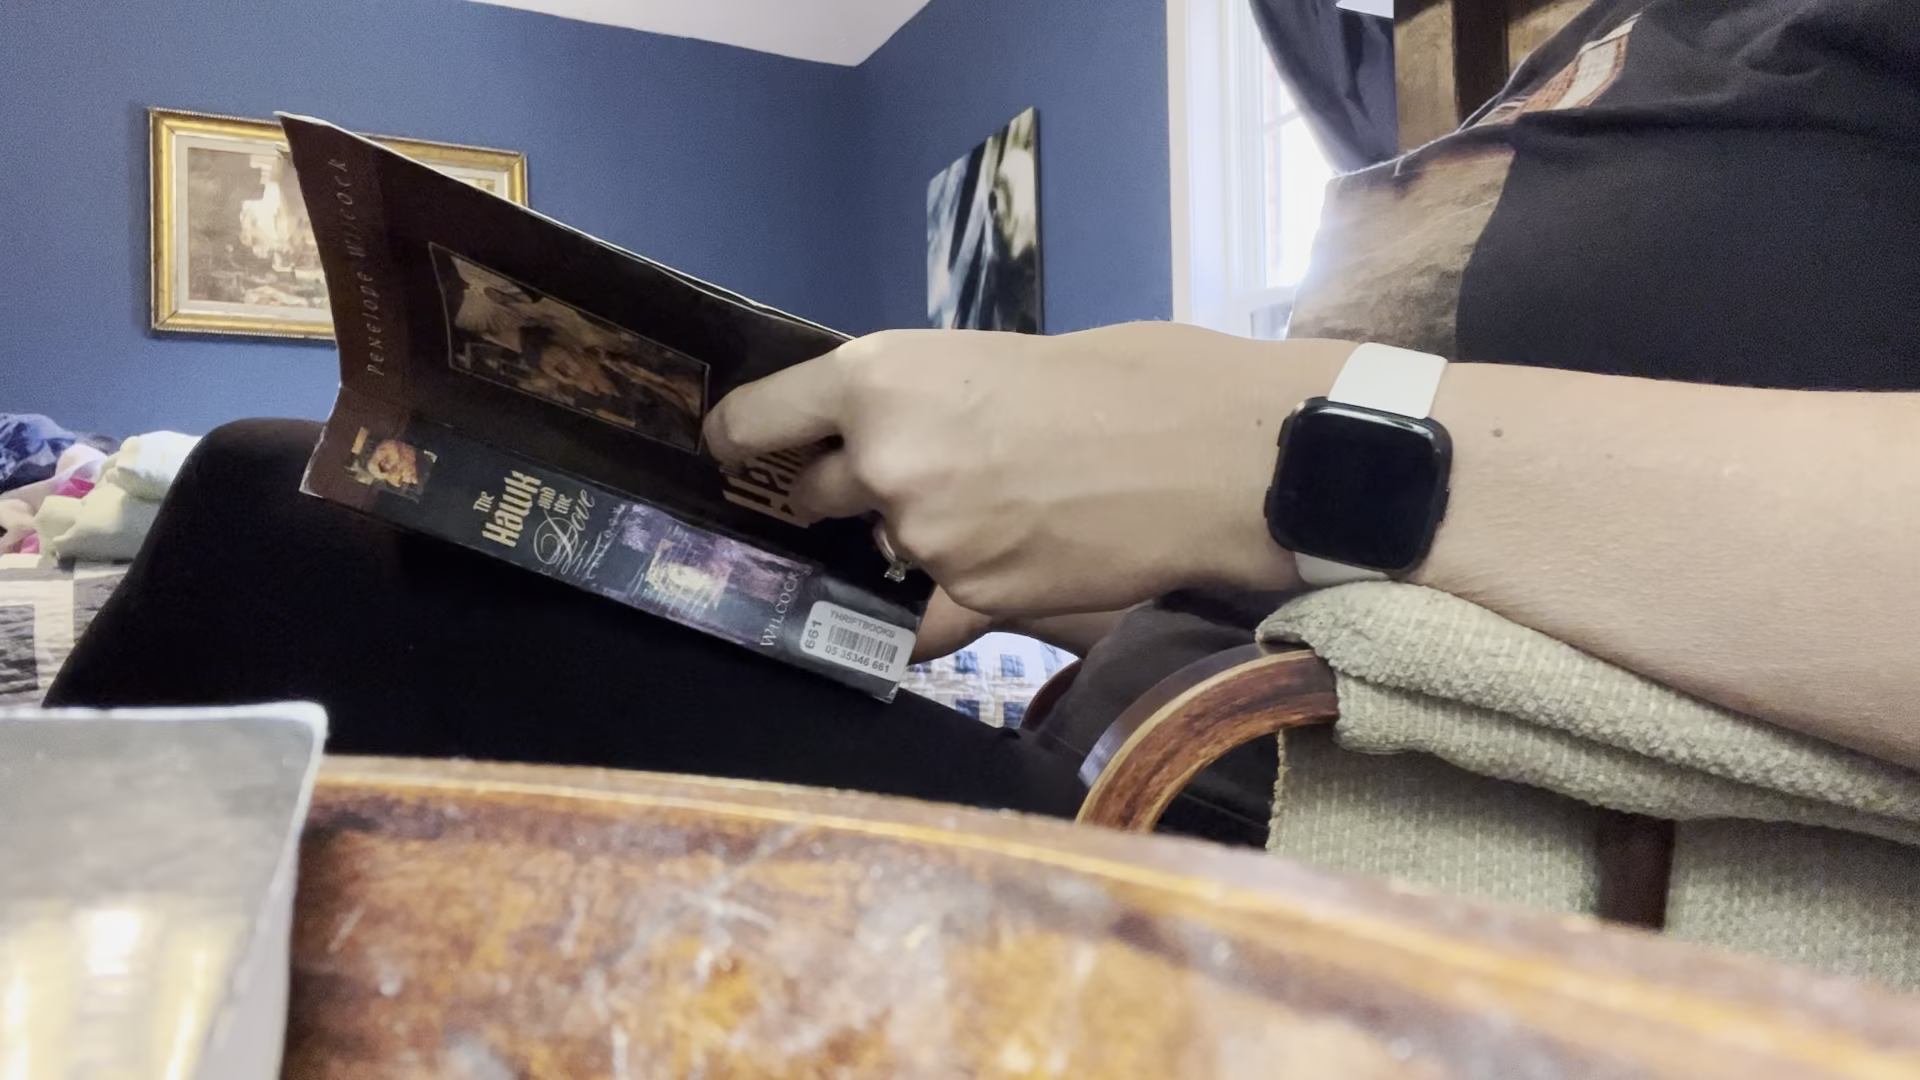 PENELOPE WILCOCK
The
Hawk
and
the
Dove
WILCOCK
661
THRIFTBOOKS
05 35346 661